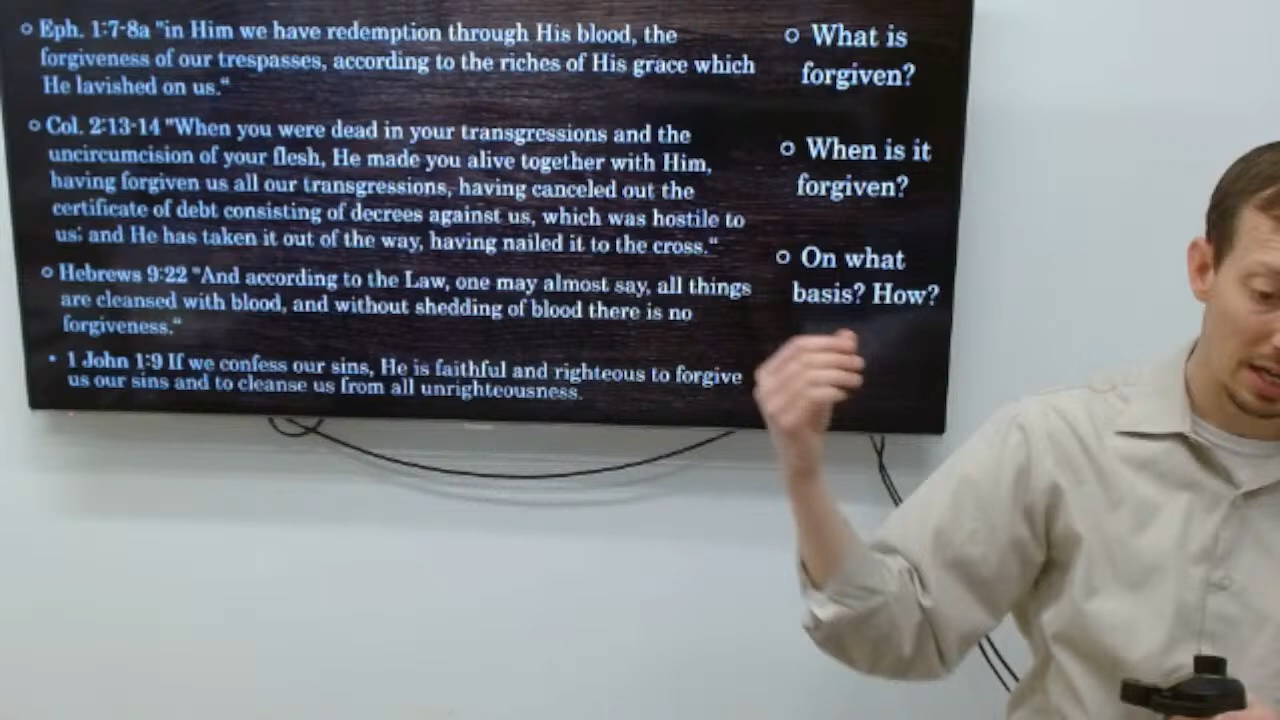 ○ Eph. 1:7-8a "in Him we have redemption through His blood, the
forgiveness of our trespasses, according to the riches of His grace which
He lavished on us."
○ Col. 2:13-14 "When you were dead in your transgressions and the
uncircumcision of your flesh, He made you alive together with Him,
having forgiven us all our transgressions, having canceled out the
certificate of debt consisting of decrees against us, which was hostile to
us; and He has taken it out of the way, having nailed it to the cross."
○ Hebrews 9:22 "And according to the Law, one may almost say, all things
are cleansed with blood, and without shedding of blood there is no
forgiveness."
• 1 John 1:9 If we confess our sins, He is faithful and righteous to forgive
us our sins and to cleanse us from all unrighteousness.
○ What is
forgiven?
○ When is it
forgiven?
○ On what
basis? How?